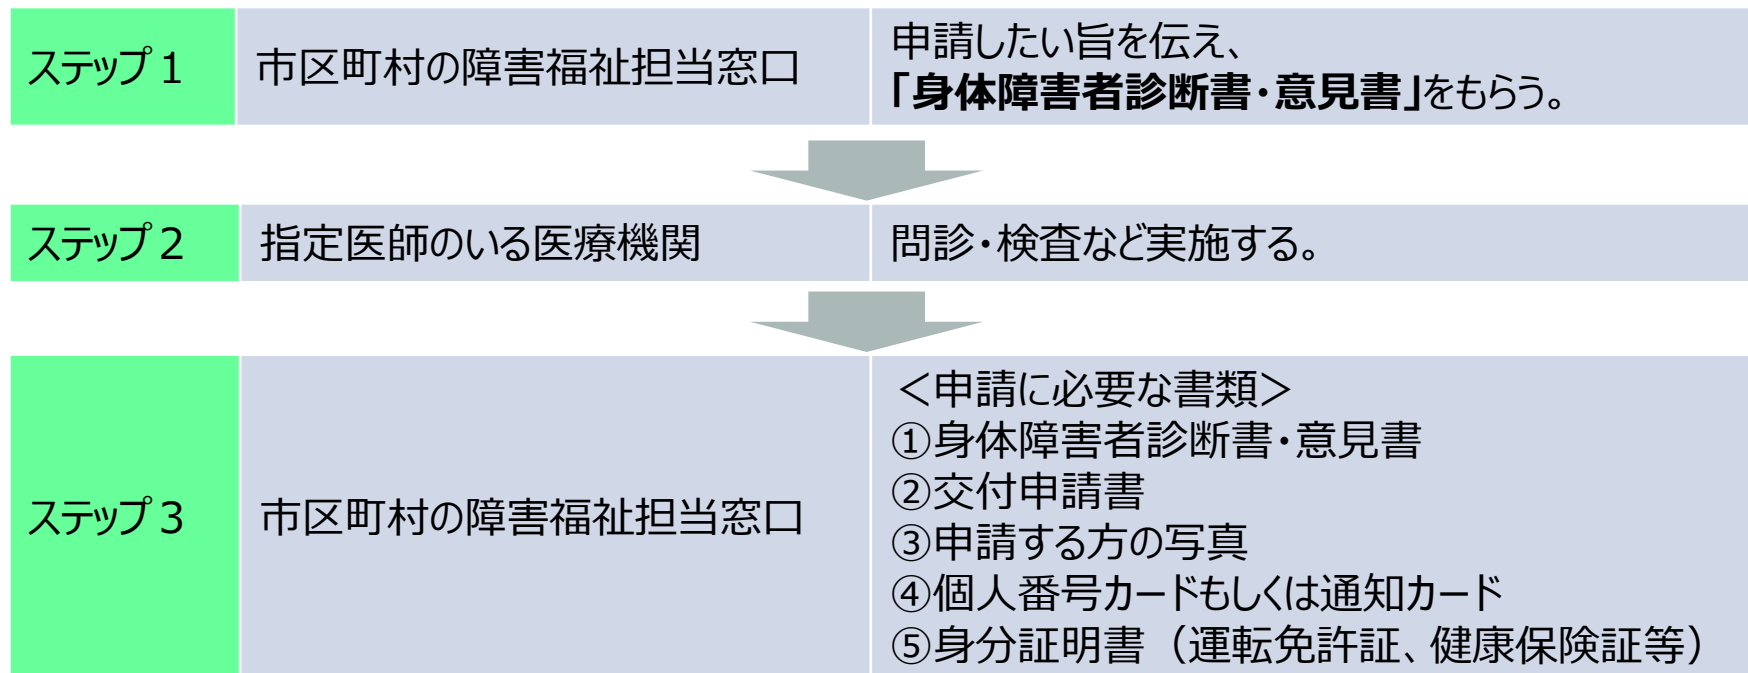 ステップ1
市区町村の障害福祉担当窓口
申請したい旨を伝え、
「身体障害者診断書・意見書」をもらう。
ステップ2
指定医師のいる医療機関
問診・検査など実施する。
ステップ3
市区町村の障害福祉担当窓口
＜申請に必要な書類＞
①身体障害者診断書・意見書
②交付申請書
③申請する方の写真
④個人番号カードもしくは通知カード
⑤身分証明書（運転免許証、健康保険証等）